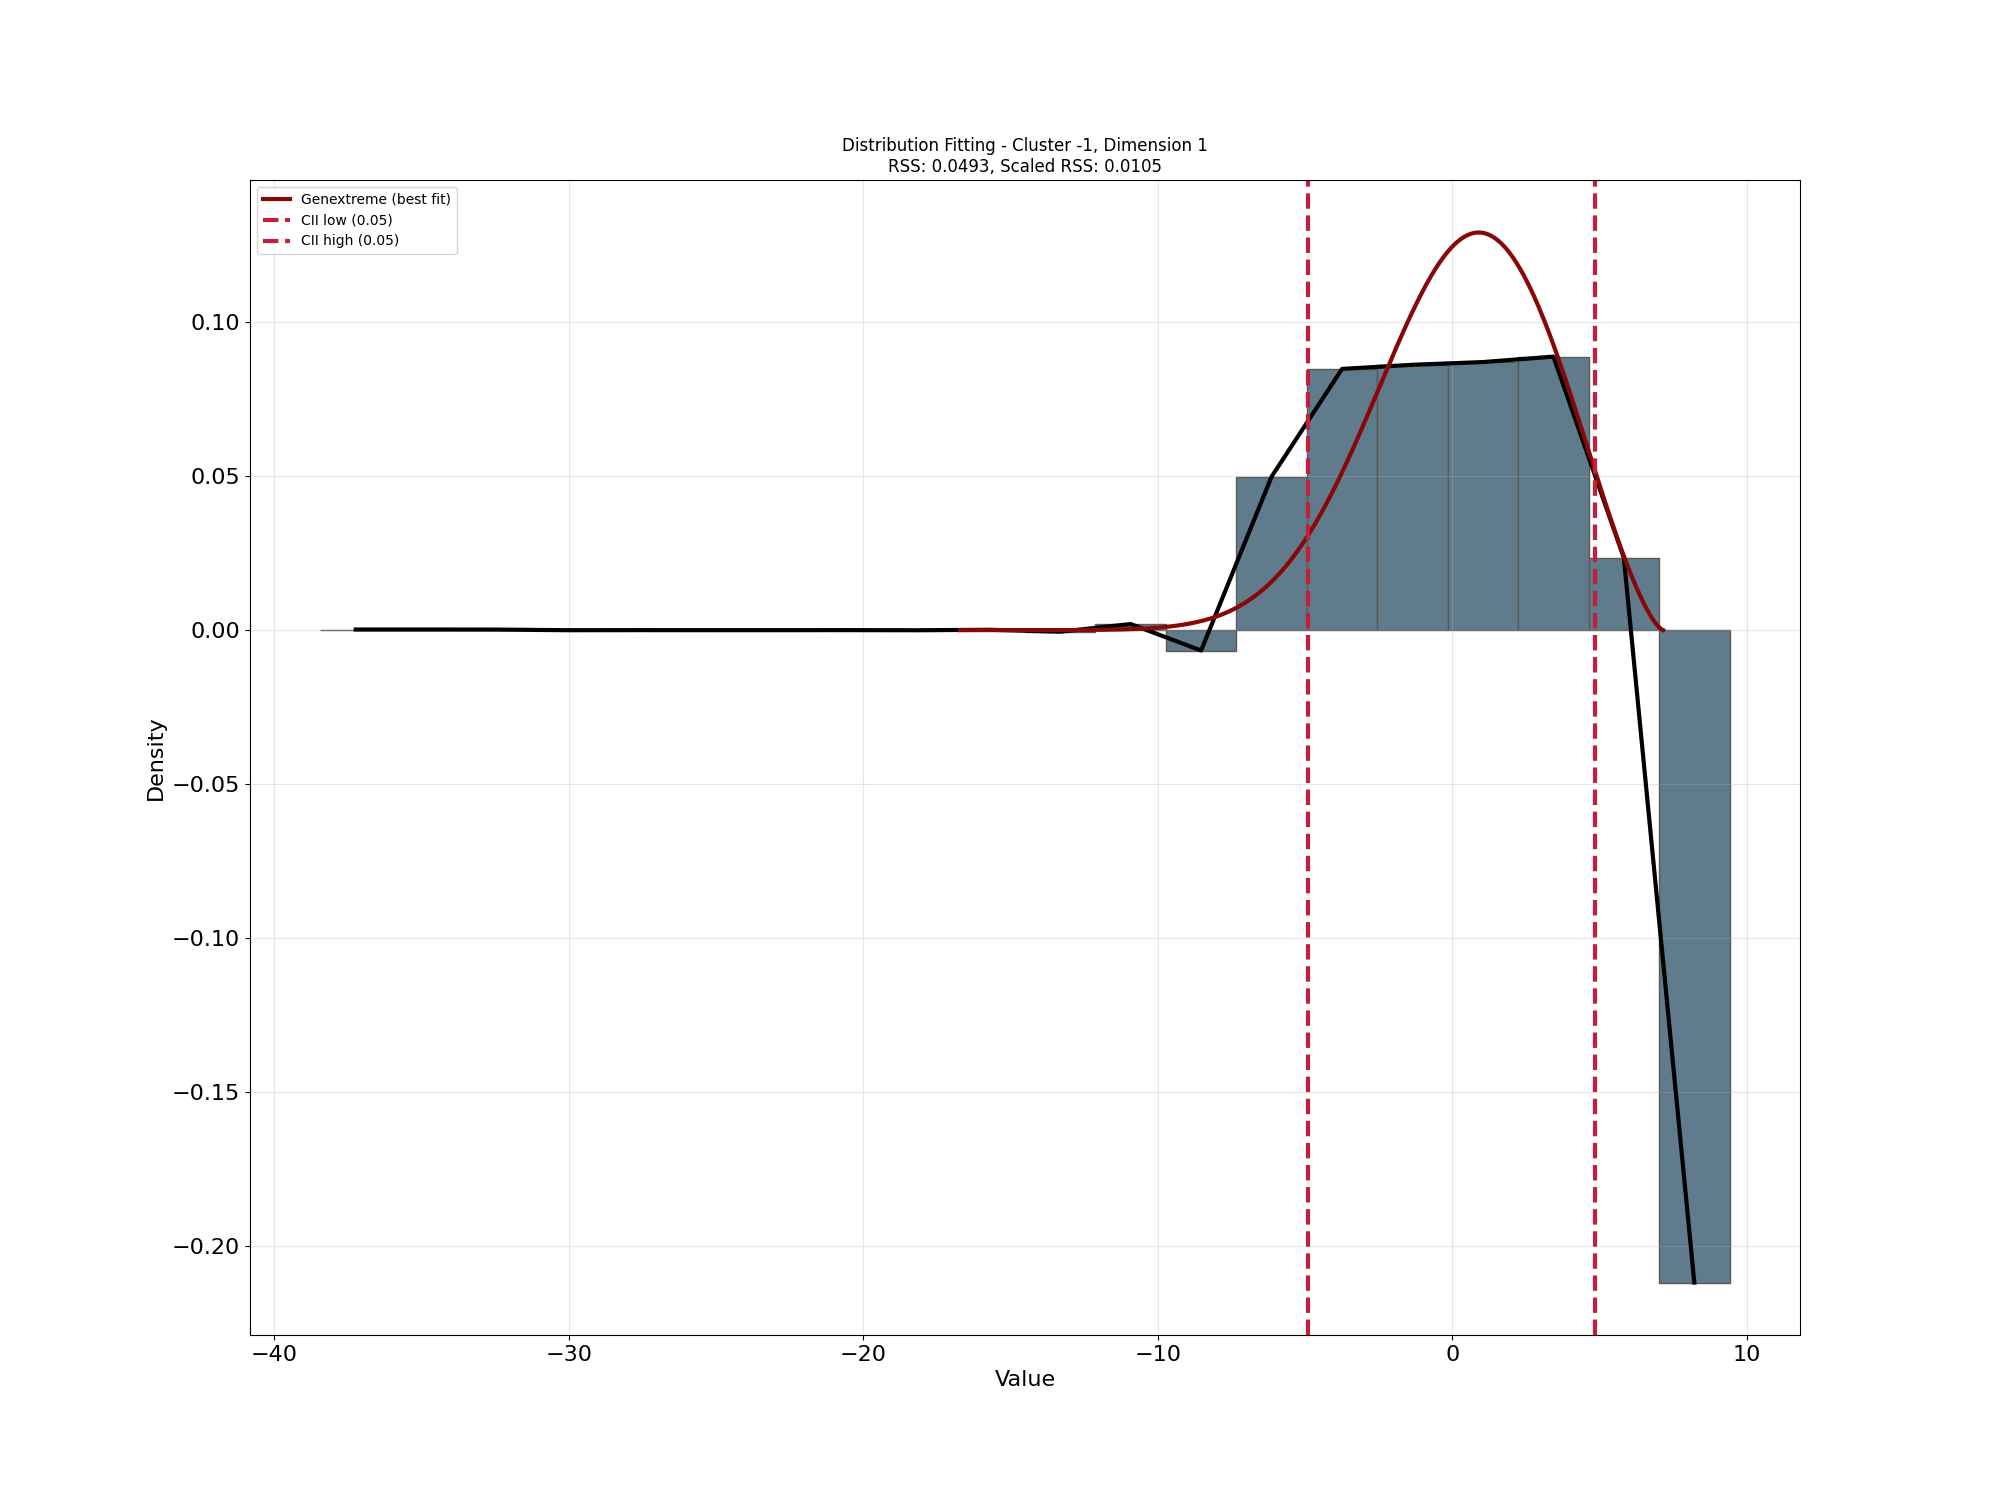 Distribution Fitting - Cluster -1, Dimension 1
RSS: 0.0493, Scaled RSS: 0.0105
Genextreme (best fit)
CII low (0.05)
CII high (0.05)
0.10
0.05
0.00
−0.05
−0.10
−0.15
−0.20
Density
−40
−30
−20
−10
0
10
Value